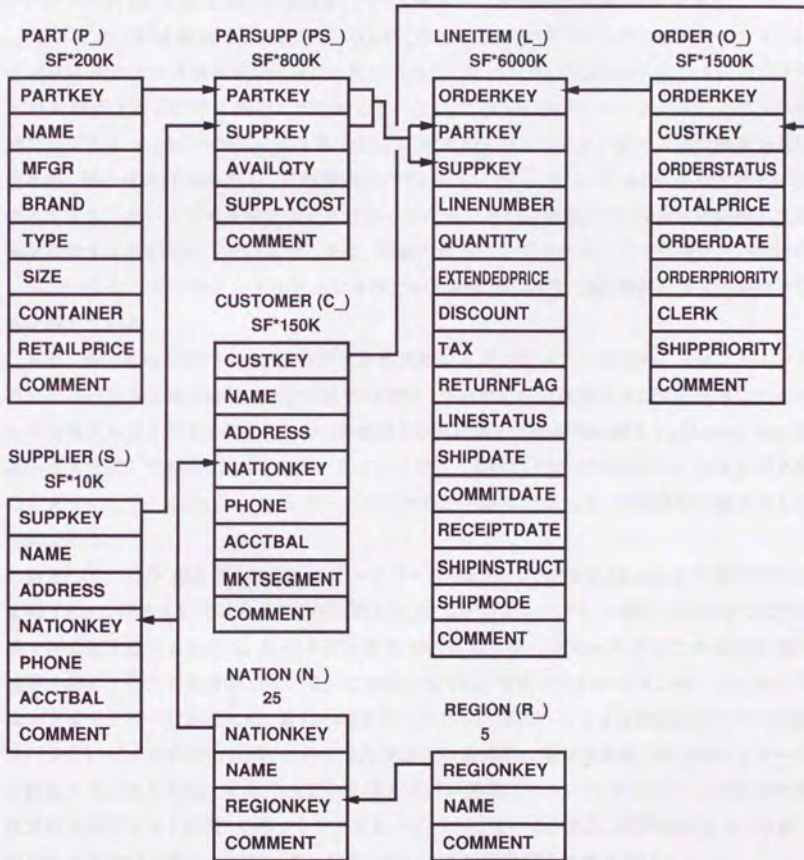 PART (P_)
SF*200K
PARTKEY
NAME
MFGR
BRAND
TYPE
SIZE
CONTAINER
RETAILPRICE
COMMENT
SUPPLIER (S_)
SF*10K
SUPPKEY
NAME
ADDRESS
NATIONKEY
PHONE
ACCTBAL
COMMENT
PARSUPP (PS_)
SF*800K
PARTKEY
SUPPKEY
AVAILQTY
SUPPLYCOST
COMMENT
CUSTOMER (C_)
SF*150K
CUSTKEY
NAME
ADDRESS
NATIONKEY
PHONE
ACCTBAL
MKTSEGMENT
COMMENT
NATION (N_)
25
NATIONKEY
NAME
REGIONKEY
COMMENT
LINEITEM (L_)
SF*6000K
ORDERKEY
PARTKEY
SUPPKEY
LINENUMBER
QUANTITY
EXTENDEDPRICE
DISCOUNT
TAX
RETURNFLAG
LINESTATUS
SHIPDATE
COMMITDATE
RECEIPTDATE
SHIPINSTRUCT
SHIPMODE
COMMENT
REGION (R_)
5
REGIONKEY
NAME
COMMENT
ORDER (O_)
SF*1500K
ORDERKEY
CUSTKEY
ORDERSTATUS
TOTALPRICE
ORDERDATE
ORDERPRIORITY
CLERK
SHIPPRIORITY
COMMENT